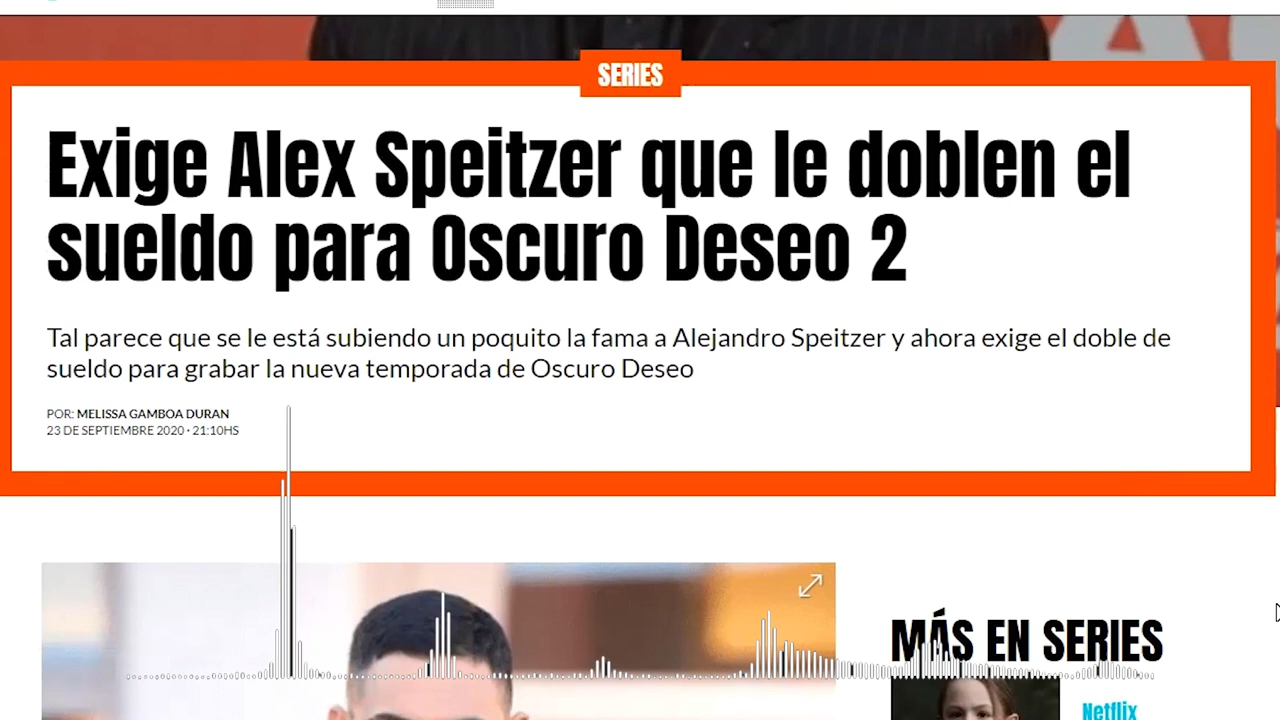 SERIES
Exige Alex Speitzer que le doblen el
sueldo para Oscuro Deseo 2
Tal parece que se le está subiendo un poquito la fama a Alejandro Speitzer y ahora exige el doble de
sueldo para grabar la nueva temporada de Oscuro Deseo
POR: MELISSA GAMBOA DURAN
23 DE SEPTIEMBRE 2020 · 21:10HS
MÁS EN SERIES
Netflix